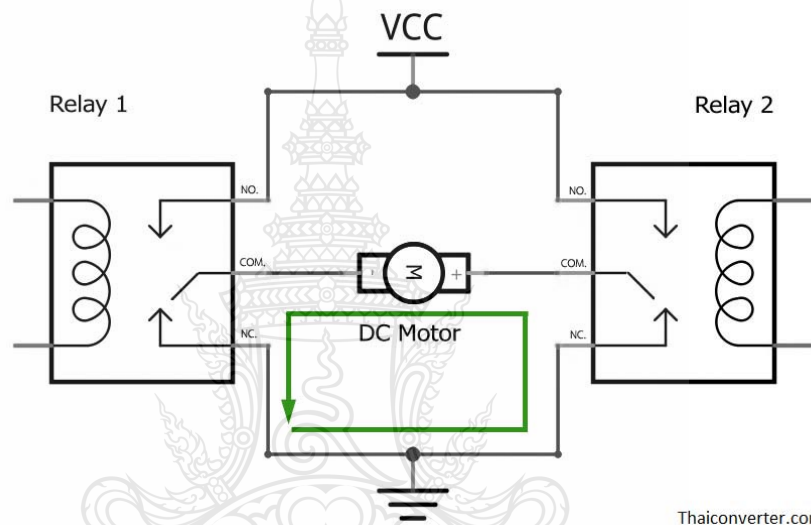 VCC
Relay 1
Relay 2
NO.
NO.
COM.
- M +
COM.
DC Motor
NC.
NC.
Thaiconverter.com